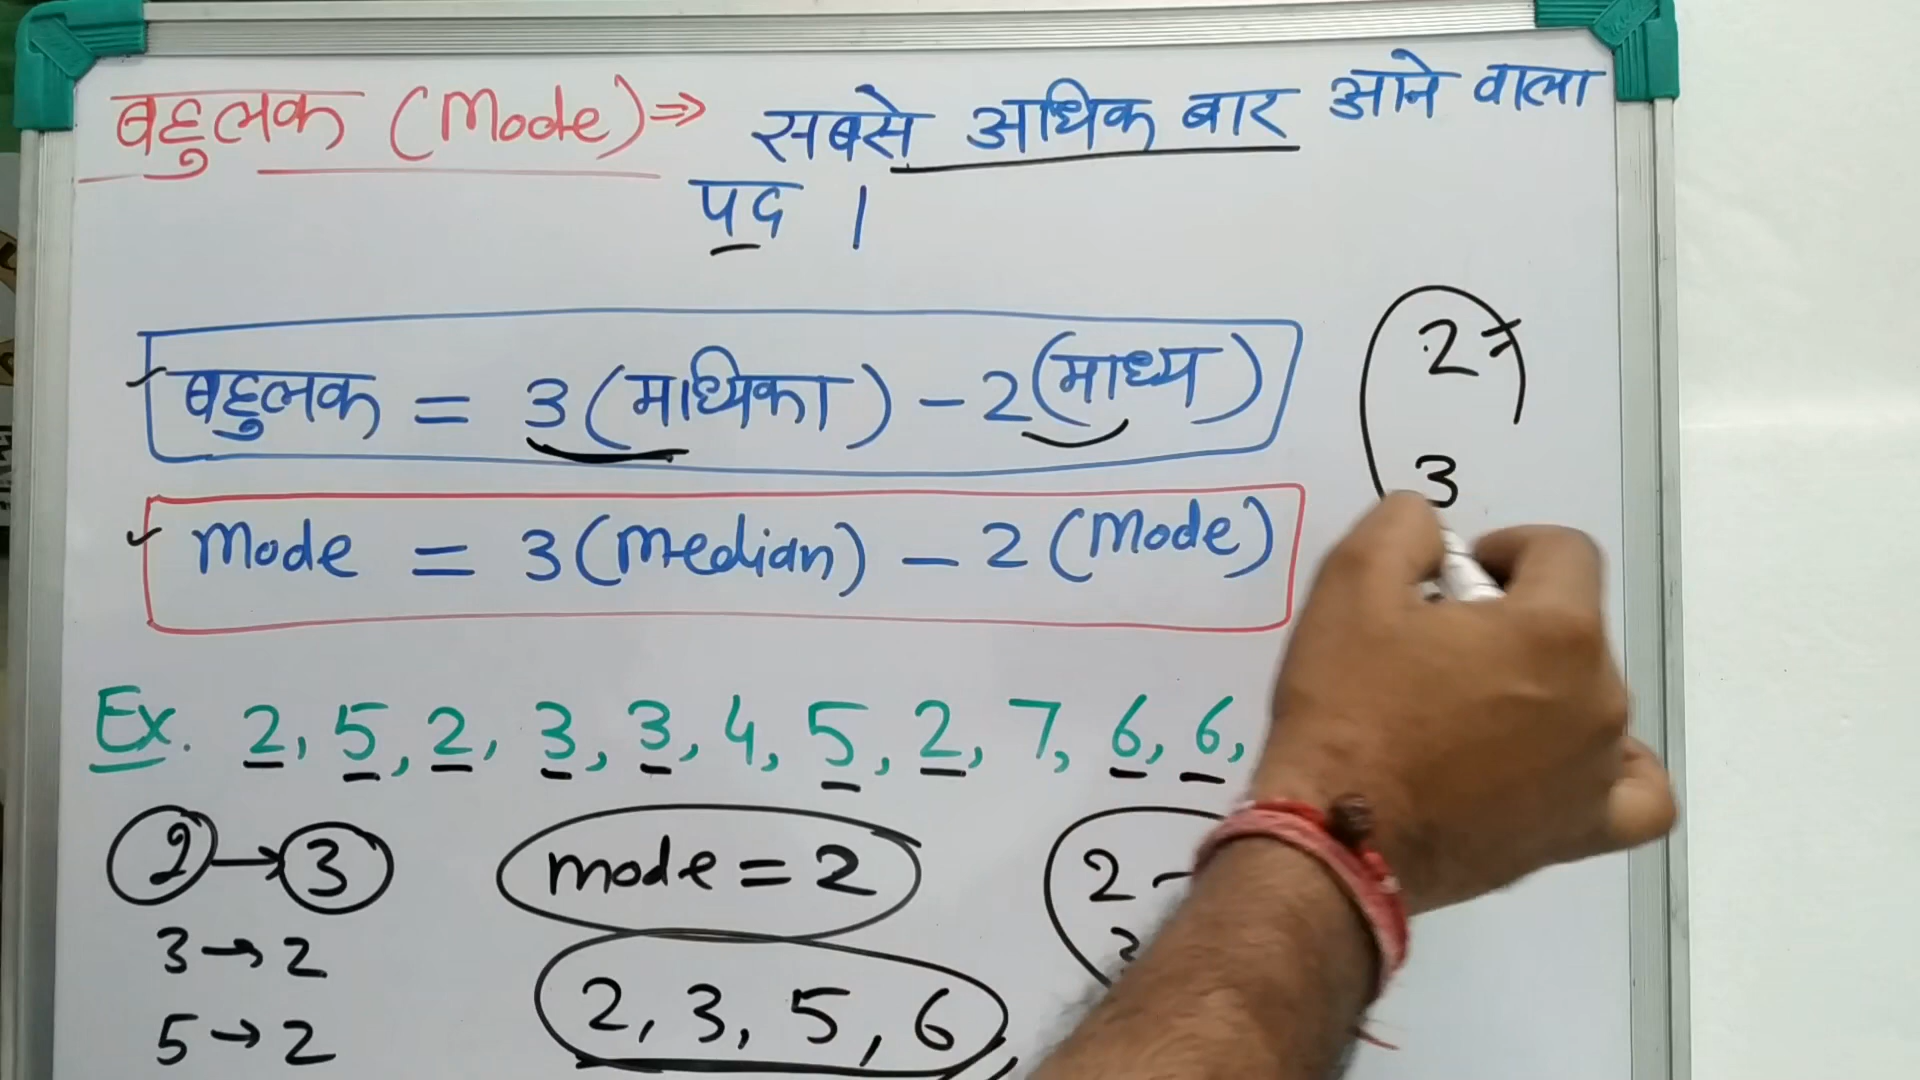 बहुलक (Mode) ⇒ सबसे अधिक बार आने वाला
पद ।
बहुलक = 3 (माध्यिका) - 2 (माध्य)
Mode = 3 (Median) - 2 (Mode)
2
3
Ex. 2, 5, 2, 3, 3, 4, 5, 2, 7, 6, 6,
2 → 3
3 → 2
5 → 2
mode = 2
2, 3, 5, 6
2